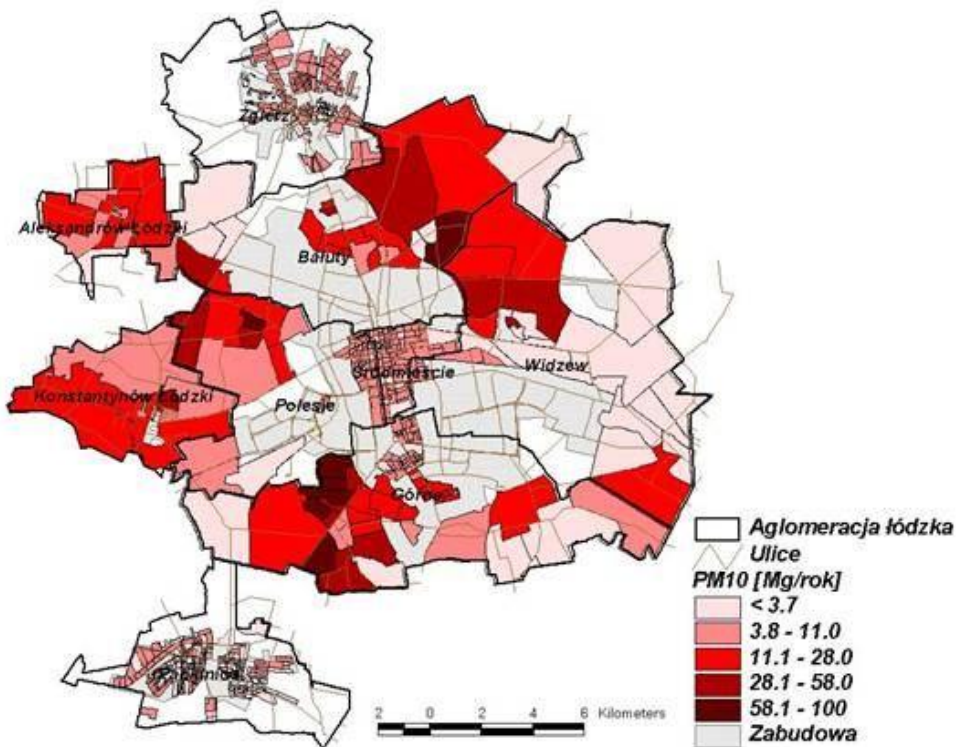 Zgierz
Aleksandrów Łódzki
Bałuty
Śródmieście
Widzew
Konstantynów Łódzki
Polesie
Górna
Pabianice
Aglomeracja łódzka
Ulice
PM10 [Mg/rok]
< 3.7
3.8 - 11.0
11.1 - 28.0
28.1 - 58.0
58.1 - 100
Zabudowa
2 0 2 4 6 Kilometers